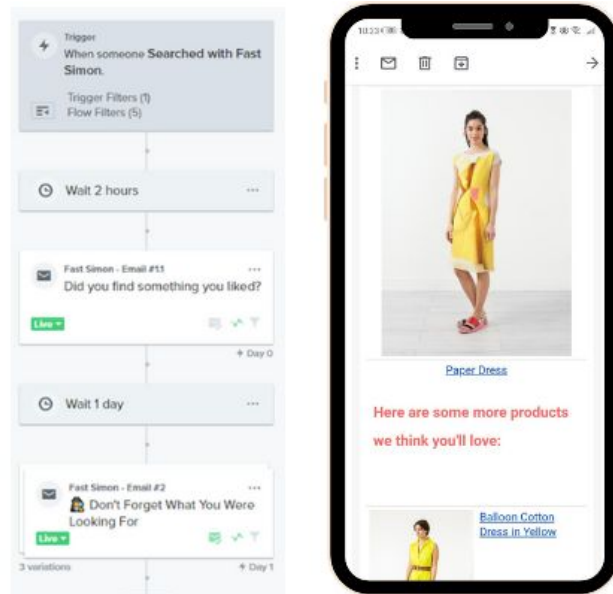 Trigger
When someone Searched with Fast
Simon.
Trigger Filters (1)
Flow Filters (5)
Wait 2 hours
Fast Simon - Email #1.1
Did you find something you liked?
Live
Day 0
Wait 1 day
Fast Simon - Email #2
Don't Forget What You Were
Looking For
Live
3 variations
Day 1
Paper Dress
Here are some more products
we think you'll love:
Balloon Cotton
Dress in Yellow